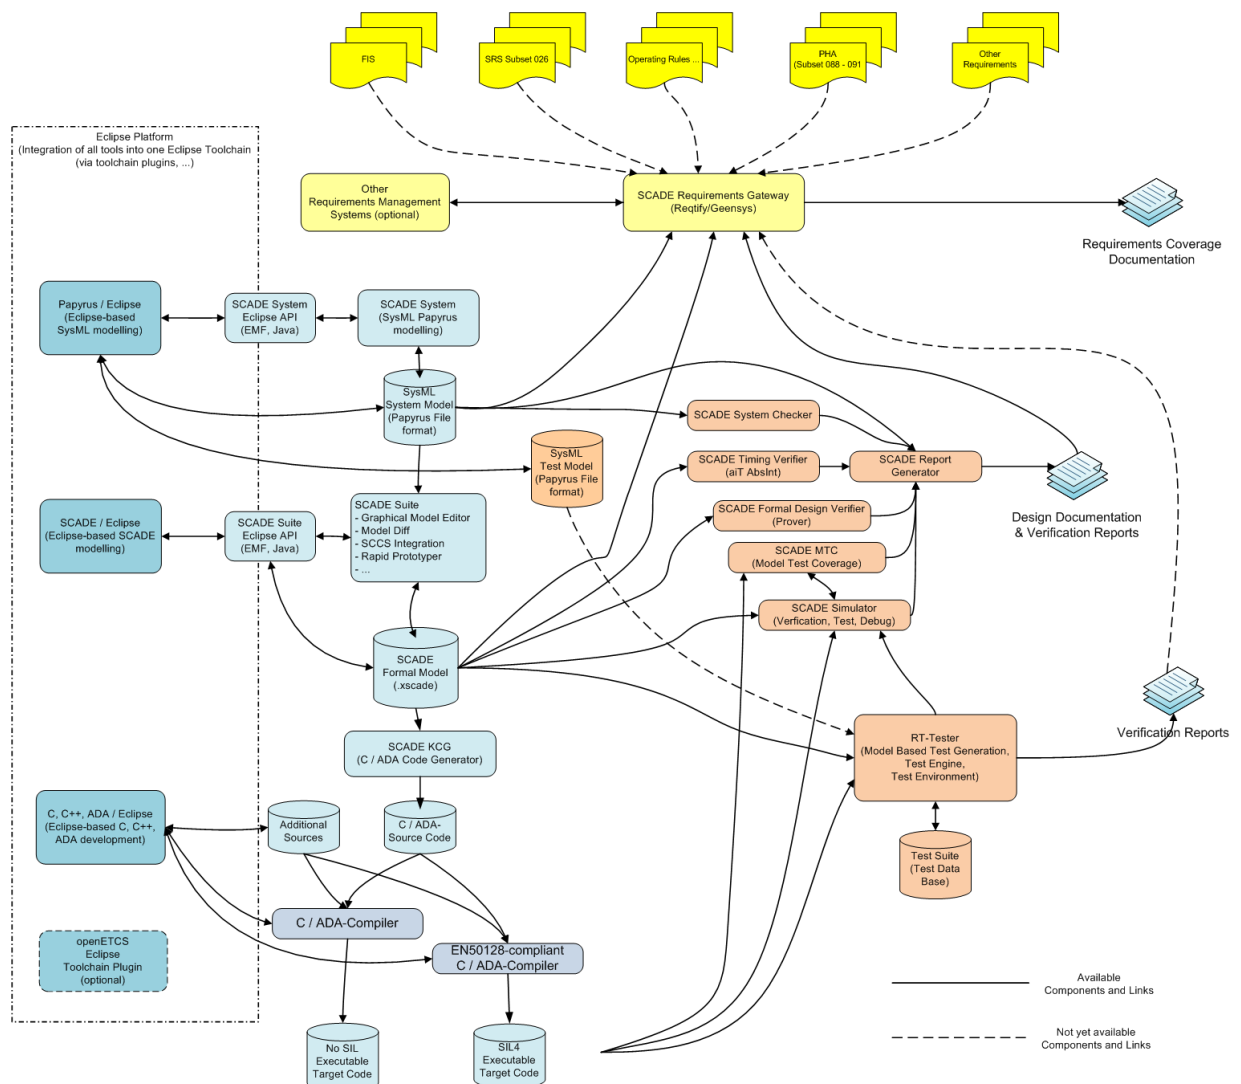 FIS
SRS Subset 026
Operating Rules ...
PHA
(Subset 088 - 091
Other
Requirements
Eclipse Platform
(Integration of all tools into one Eclipse Toolchain
(via toolchain plugins, ...)
Other
Requirements Management
Systems (optional)
SCADE Requirements Gateway
(Reqtify/Geensys)
Requirements Coverage
Documentation
Papyrus / Eclipse
(Eclipse-based
SysML modelling)
SCADE System
Eclipse API
(EMF, Java)
SCADE System
(SysML Papyrus
modelling)
SysML
System Model
(Papyrus File
format)
SCADE System Checker
SysML
Test Model
(Papyrus File
format)
SCADE Timing Verifier
(aiT AbsInt)
SCADE Report
Generator
SCADE / Eclipse
(Eclipse-based SCADE
modelling)
SCADE Suite
Eclipse API
(EMF, Java)
SCADE Suite
- Graphical Model Editor
- Model Diff
- SCCS Integration
- Rapid Prototyper
- ...
SCADE Formal Design Verifier
(Prover)
Design Documentation
& Verification Reports
SCADE MTC
(Model Test Coverage)
SCADE Simulator
(Verfication, Test, Debug)
SCADE
Formal Model
(.xscade)
SCADE KCG
(C / ADA Code Generator)
RT-Tester
(Model Based Test Generation,
Test Engine,
Test Environment)
Verification Reports
C, C++, ADA / Eclipse
(Eclipse-based C, C++,
ADA development)
Additional
Sources
C / ADA-
Source Code
Test Suite
(Test Data
Base)
C / ADA-Compiler
EN50128-compliant
C / ADA-Compiler
openETCS
Eclipse
Toolchain Plugin
(optional)
No SIL
Executable
Target Code
SIL4
Executable
Target Code
Available
Components and Links
Not yet available
Components and Links